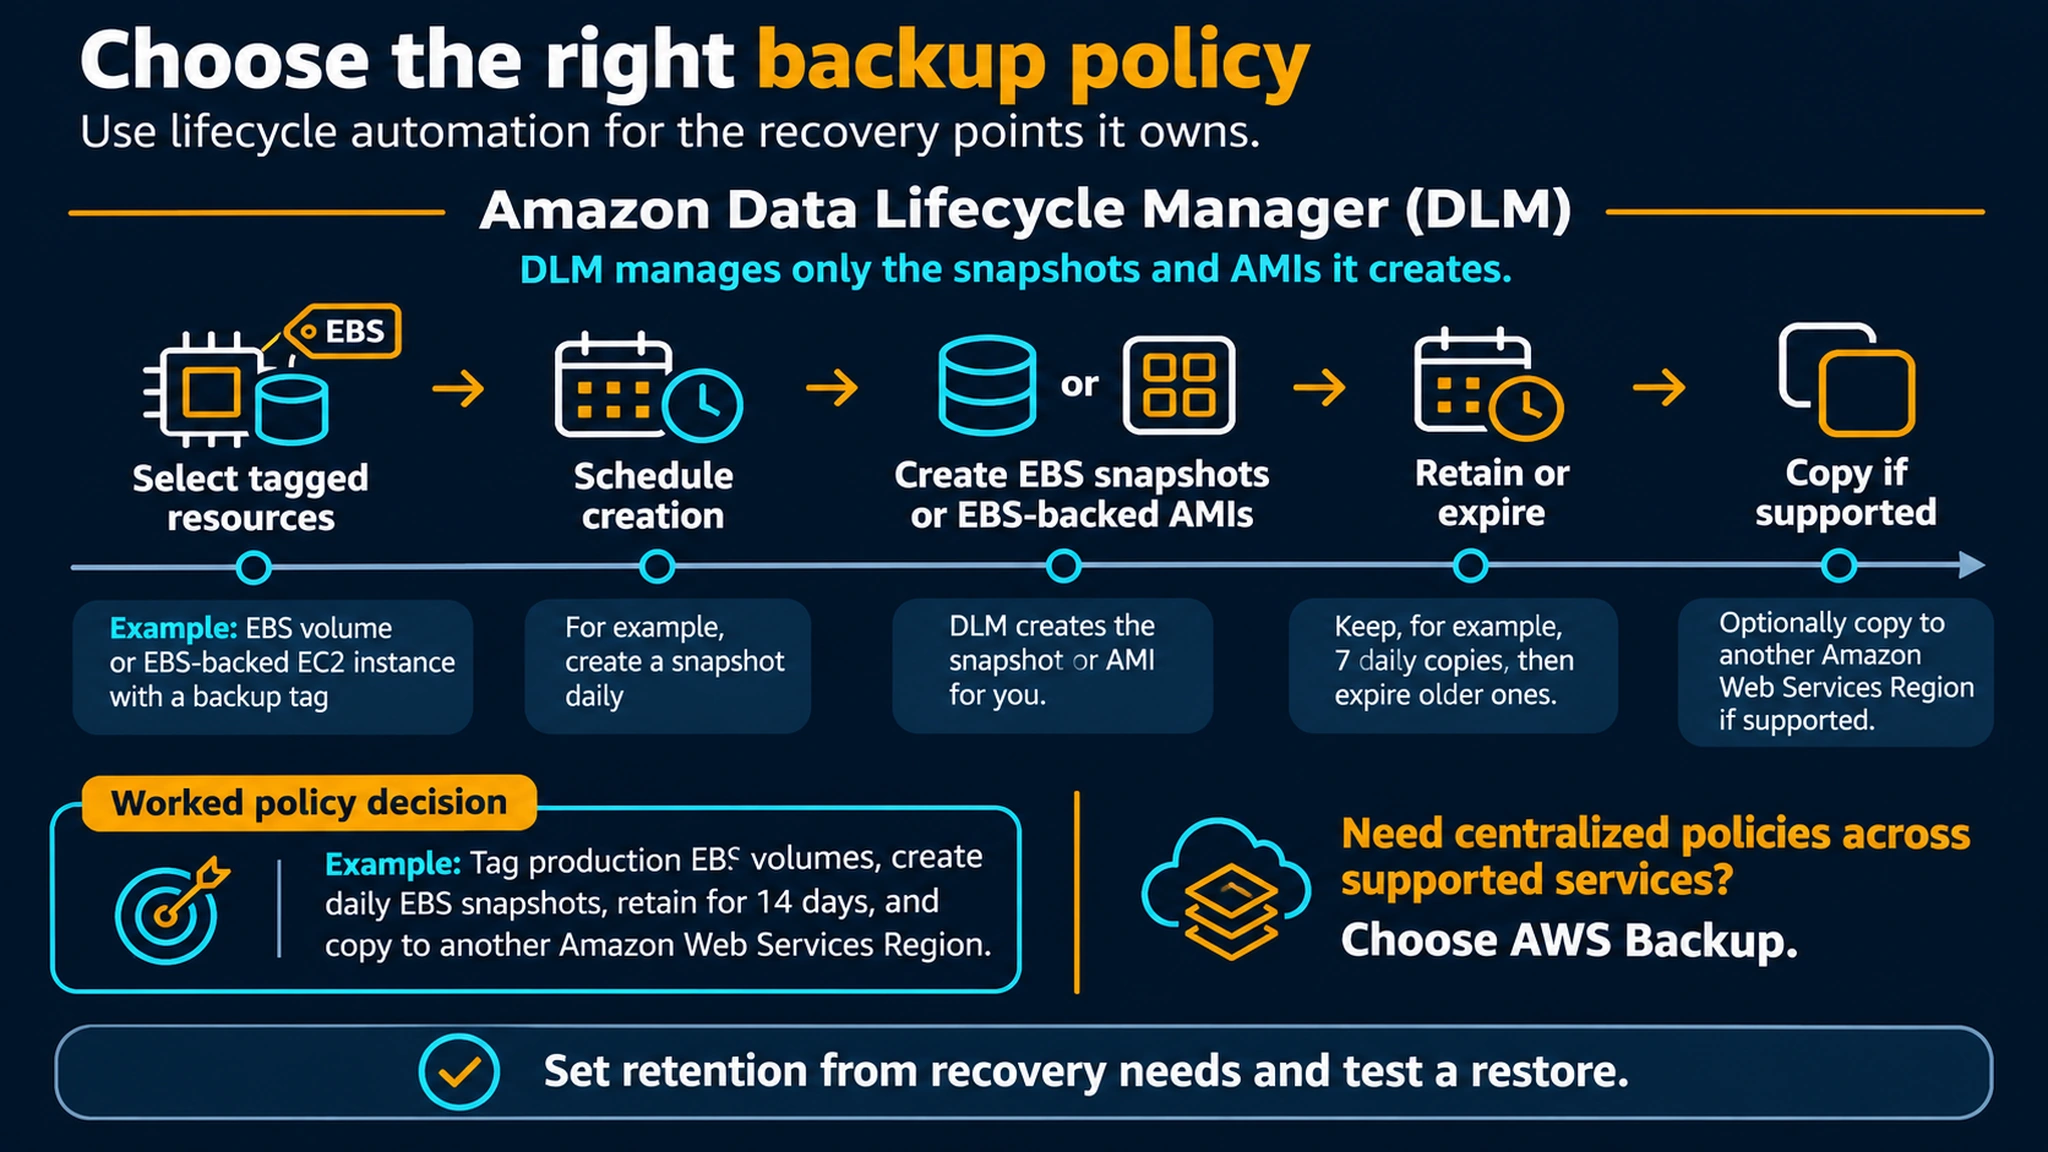 Choose the right backup policy
Use lifecycle automation for the recovery points it owns.
Amazon Data Lifecycle Manager (DLM)
DLM manages only the snapshots and AMIs it creates.
EBS
or
Select tagged
resources
Schedule
creation
Create EBS snapshots
or EBS-backed AMIs
Retain or
expire
Copy if
supported
Example: EBS volume
or EBS-backed EC2 instance
with a backup tag
For example,
create a snapshot
daily
DLM creates the
snapshot or AMI
for you.
Keep, for example,
7 daily copies, then
expire older ones.
Optionally copy to
another Amazon
Web Services Region
if supported.
Worked policy decision
Example: Tag production EBS volumes, create
daily EBS snapshots, retain for 14 days, and
copy to another Amazon Web Services Region.
Need centralized policies across
supported services?
Choose AWS Backup.
Set retention from recovery needs and test a restore.